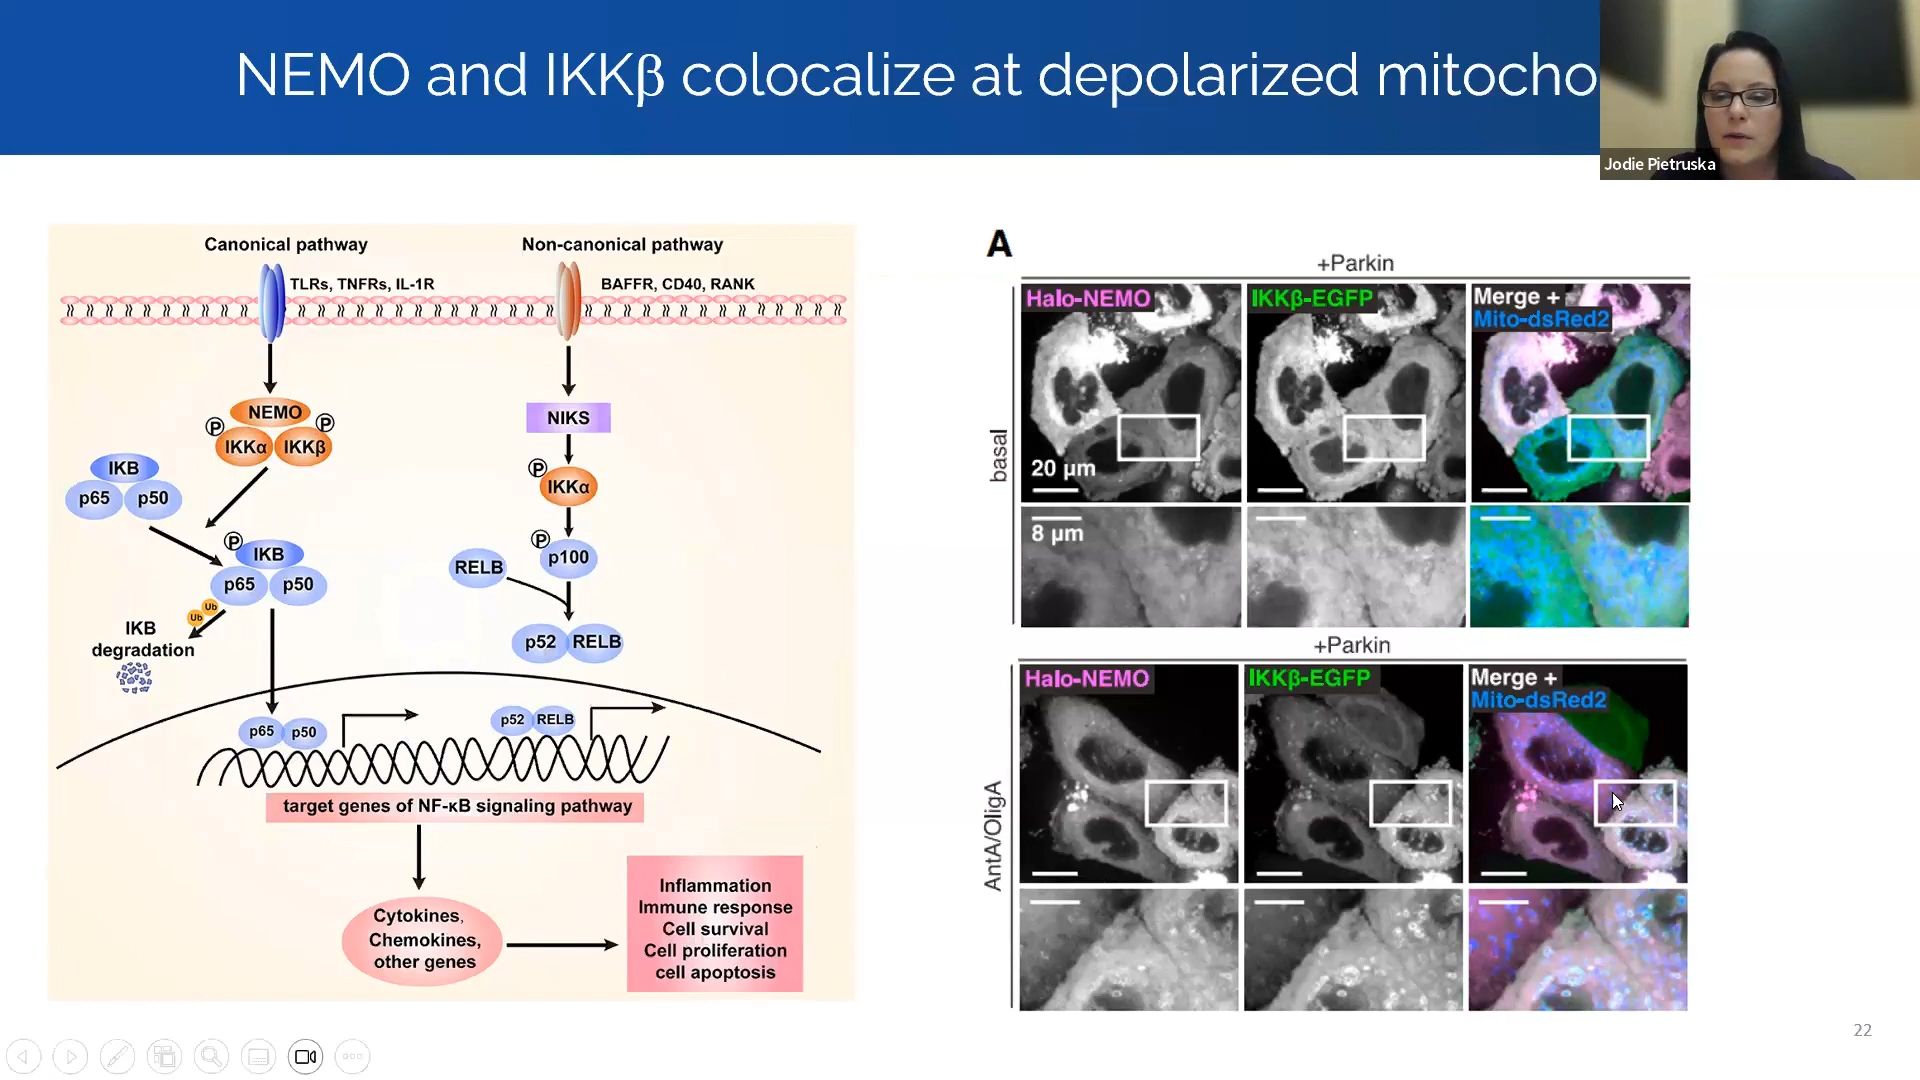 NEMO and IKKβ colocalize at depolarized mitocho
Jodie Pietruska
Canonical pathway
Non-canonical pathway
TLRs, TNFRs, IL-1R
BAFFR, CD40, RANK
NEMO
P
P
IKKα
IKKβ
NIKS
IKB
p65
p50
P
IKKα
P
IKB
p65
p50
P
p100
RELB
Ub
Ub
IKB
degradation
p52
RELB
p65
p50
p52
RELB
target genes of NF-κB signaling pathway
Cytokines,
Chemokines,
other genes
Inflammation
Immune response
Cell survival
Cell proliferation
cell apoptosis
A
+Parkin
Halo-NEMO
IKKβ-EGFP
Merge +
Mito-dsRed2
basal
20 µm
8 µm
+Parkin
Halo-NEMO
IKKβ-EGFP
Merge +
Mito-dsRed2
AntA/OligA
22